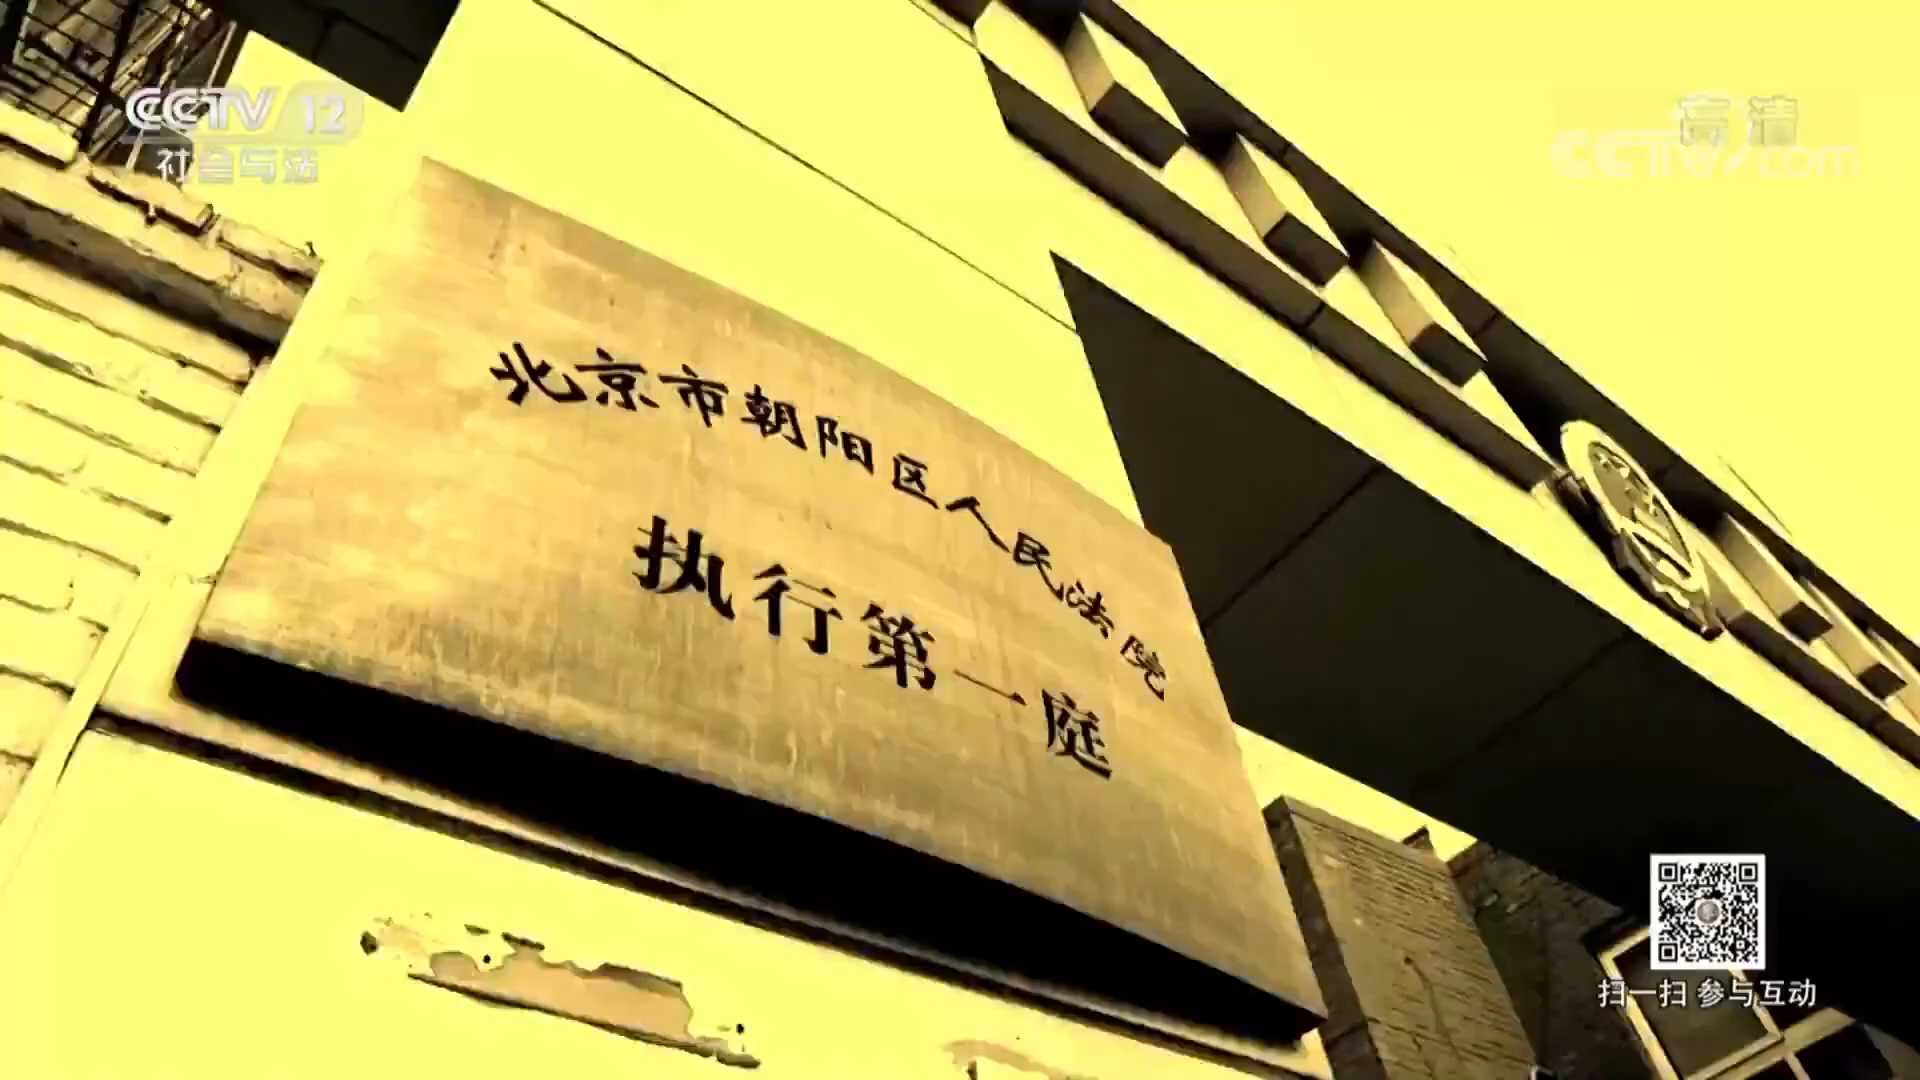 CCTV 12
社会与法
高清
CCTV.com
北京市朝阳区人民法院
执行第一庭
扫一扫 参与互动